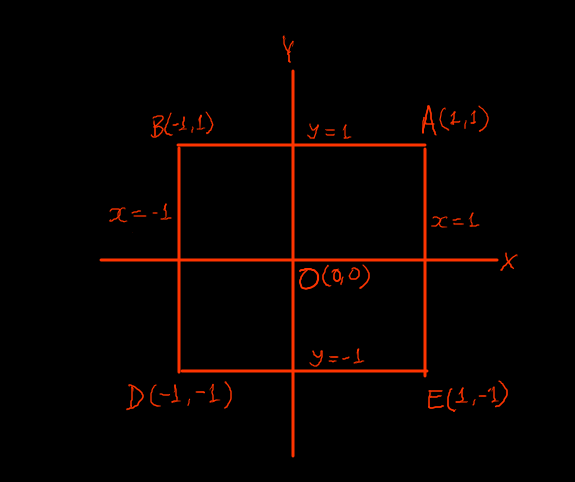 Y
B(-1,1)
y = 1
A(1,1)
x = -1
x = 1
X
O(0,0)
y = -1
D(-1,-1)
E(1,-1)